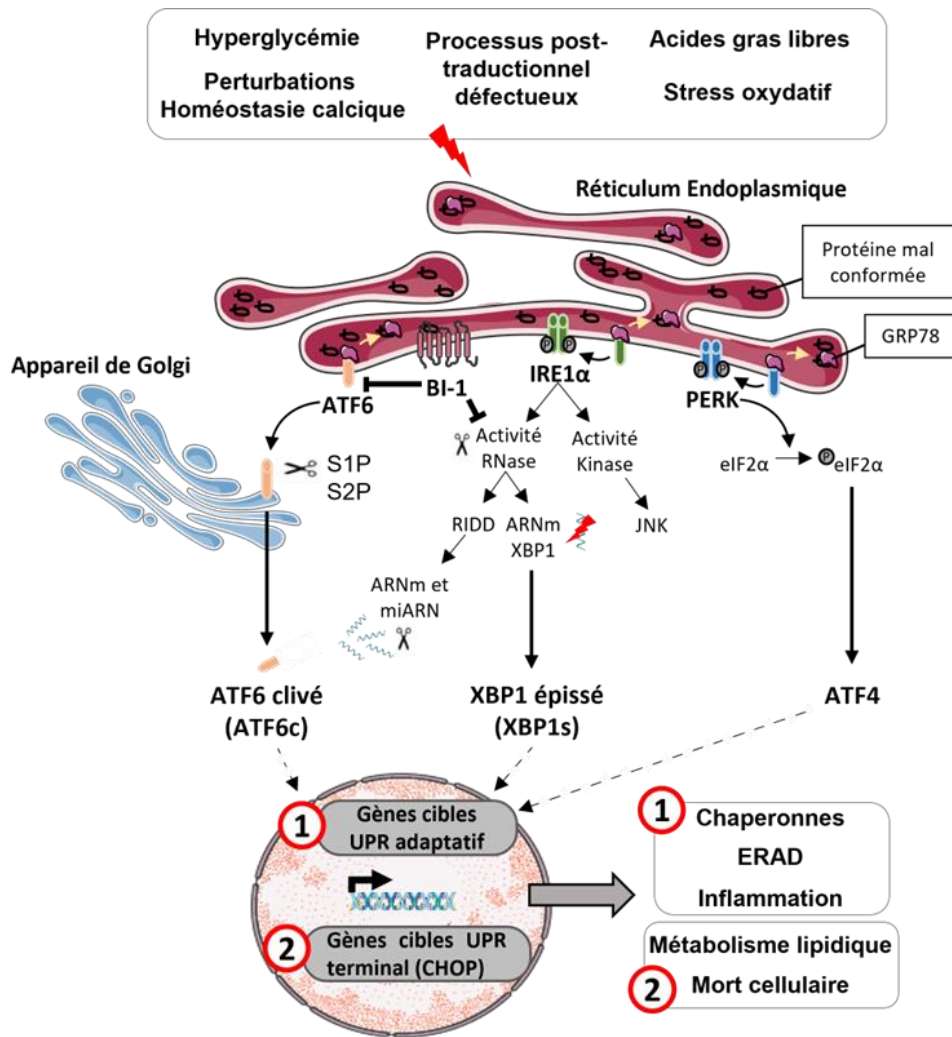 Hyperglycémie
Perturbations
Homéostasie calcique
Processus post-
traductionnel
défectueux
Acides gras libres
Stress oxydatif
Réticulum Endoplasmique
Protéine mal
conformée
GRP78
Appareil de Golgi
ATF6
BI-1
IRE1α
P
P
PERK
P
P
S1P
S2P
Activité
RNase
Activité
Kinase
eIF2α
P
eIF2α
RIDD
ARNm
XBP1
JNK
ARNm et
miARN
ATF6 clivé
(ATF6c)
XBP1 épissé
(XBP1s)
ATF4
1
Gènes cibles
UPR adaptatif
2
Gènes cibles UPR
terminal (CHOP)
1
Chaperonnes
ERAD
Inflammation
Métabolisme lipidique
2
Mort cellulaire